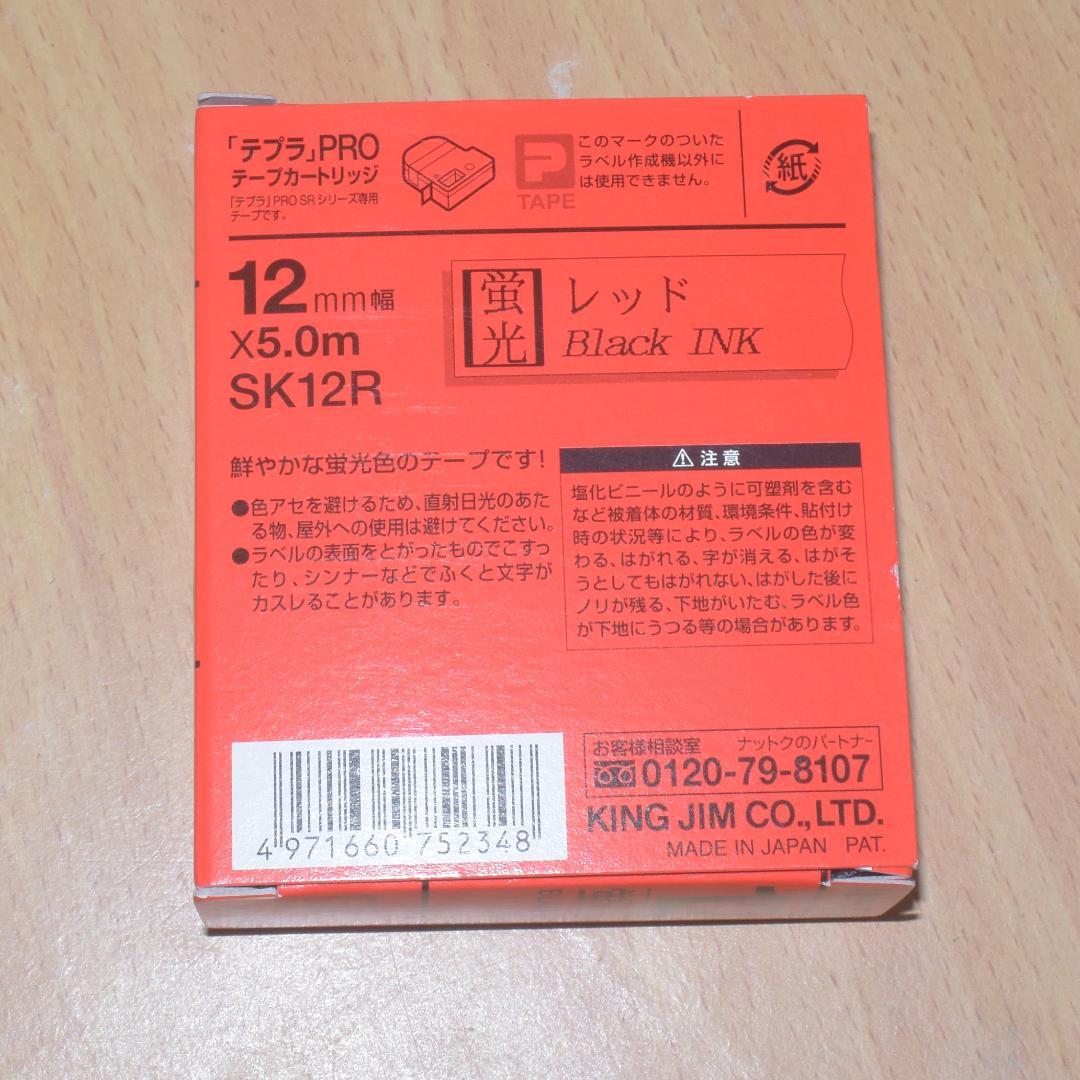 「テプラ」PRO
テープカートリッジ
「テプラ」PRO SRシリーズ専用
テープです。
TAPE
このマークのついた
ラベル作成機以外に
は使用できません。
紙
12mm幅
X5.0m
SK12R
蛍光
レッド
Black INK
鮮やかな蛍光色のテープです!
●色アセを避けるため、直射日光のあた
る物、屋外への使用は避けてください。
●ラベルの表面をとがったものでこすっ
たり、シンナーなどでふくと文字が
カスレることがあります。
⚠注意
塩化ビニールのように可塑剤を含む
など被着体の材質、環境条件、貼付け
時の状況等により、ラベルの色が変
わる、はがれる、字が消える、はがそ
うとしてもはがれない、はがした後に
ノリが残る、下地がいたむ、ラベル色
が下地にうつる等の場合があります。
4 971660 752348
お客様相談室 ナットクのパートナー
0120-79-8107
KING JIM CO.,LTD.
MADE IN JAPAN PAT.